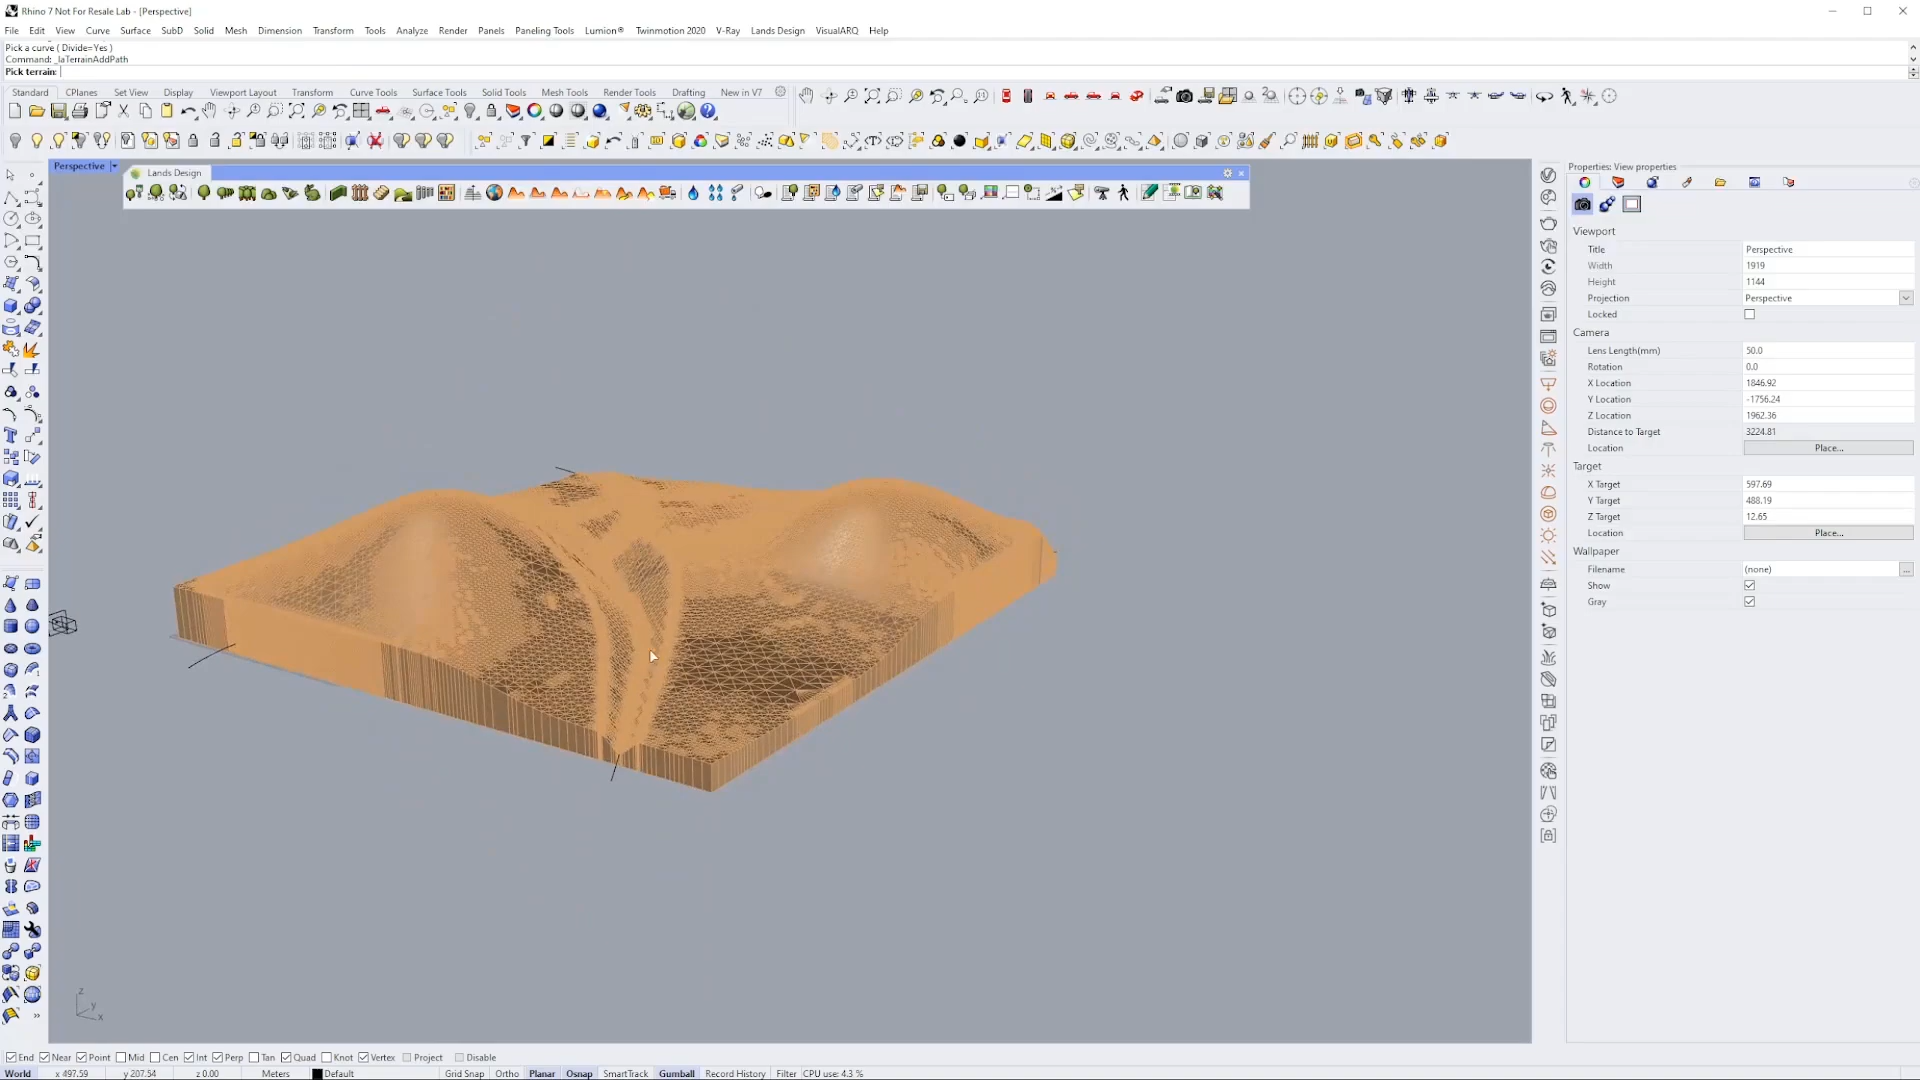 Rhino 7 Not For Resale Lab - [Perspective]
File Edit View Curve Surface SubD Solid Mesh Dimension Transform Tools Analyze Render Panels Paneling Tools Lumion® Twinmotion 2020 V-Ray Lands Design VisualARQ Help
Pick a curve ( Divide=Yes )
Command: _laTerrainAddPath
Pick terrain:
Standard CPlanes Set View Display Viewport Layout Transform Curve Tools Surface Tools Solid Tools Mesh Tools Render Tools Drafting New in V7
Perspective
Lands Design
Properties: View properties
Viewport
Title Perspective
Width 1919
Height 1144
Projection Perspective
Locked
Camera
Lens Length(mm) 50.0
Rotation 0.0
X Location 1846.92
Y Location -1756.24
Z Location 1962.36
Distance to Target 3224.81
Location Place...
Target
X Target 597.69
Y Target 488.19
Z Target 12.65
Location Place...
Wallpaper
Filename (none) ...
Show
Gray
z
y
x
End Near Point Mid Cen Int Perp Tan Quad Knot Vertex Project Disable
World x 497.59 y 207.54 z 0.00 Meters Default Grid Snap Ortho Planar Osnap SmartTrack Gumball Record History Filter CPU use: 4.3 %